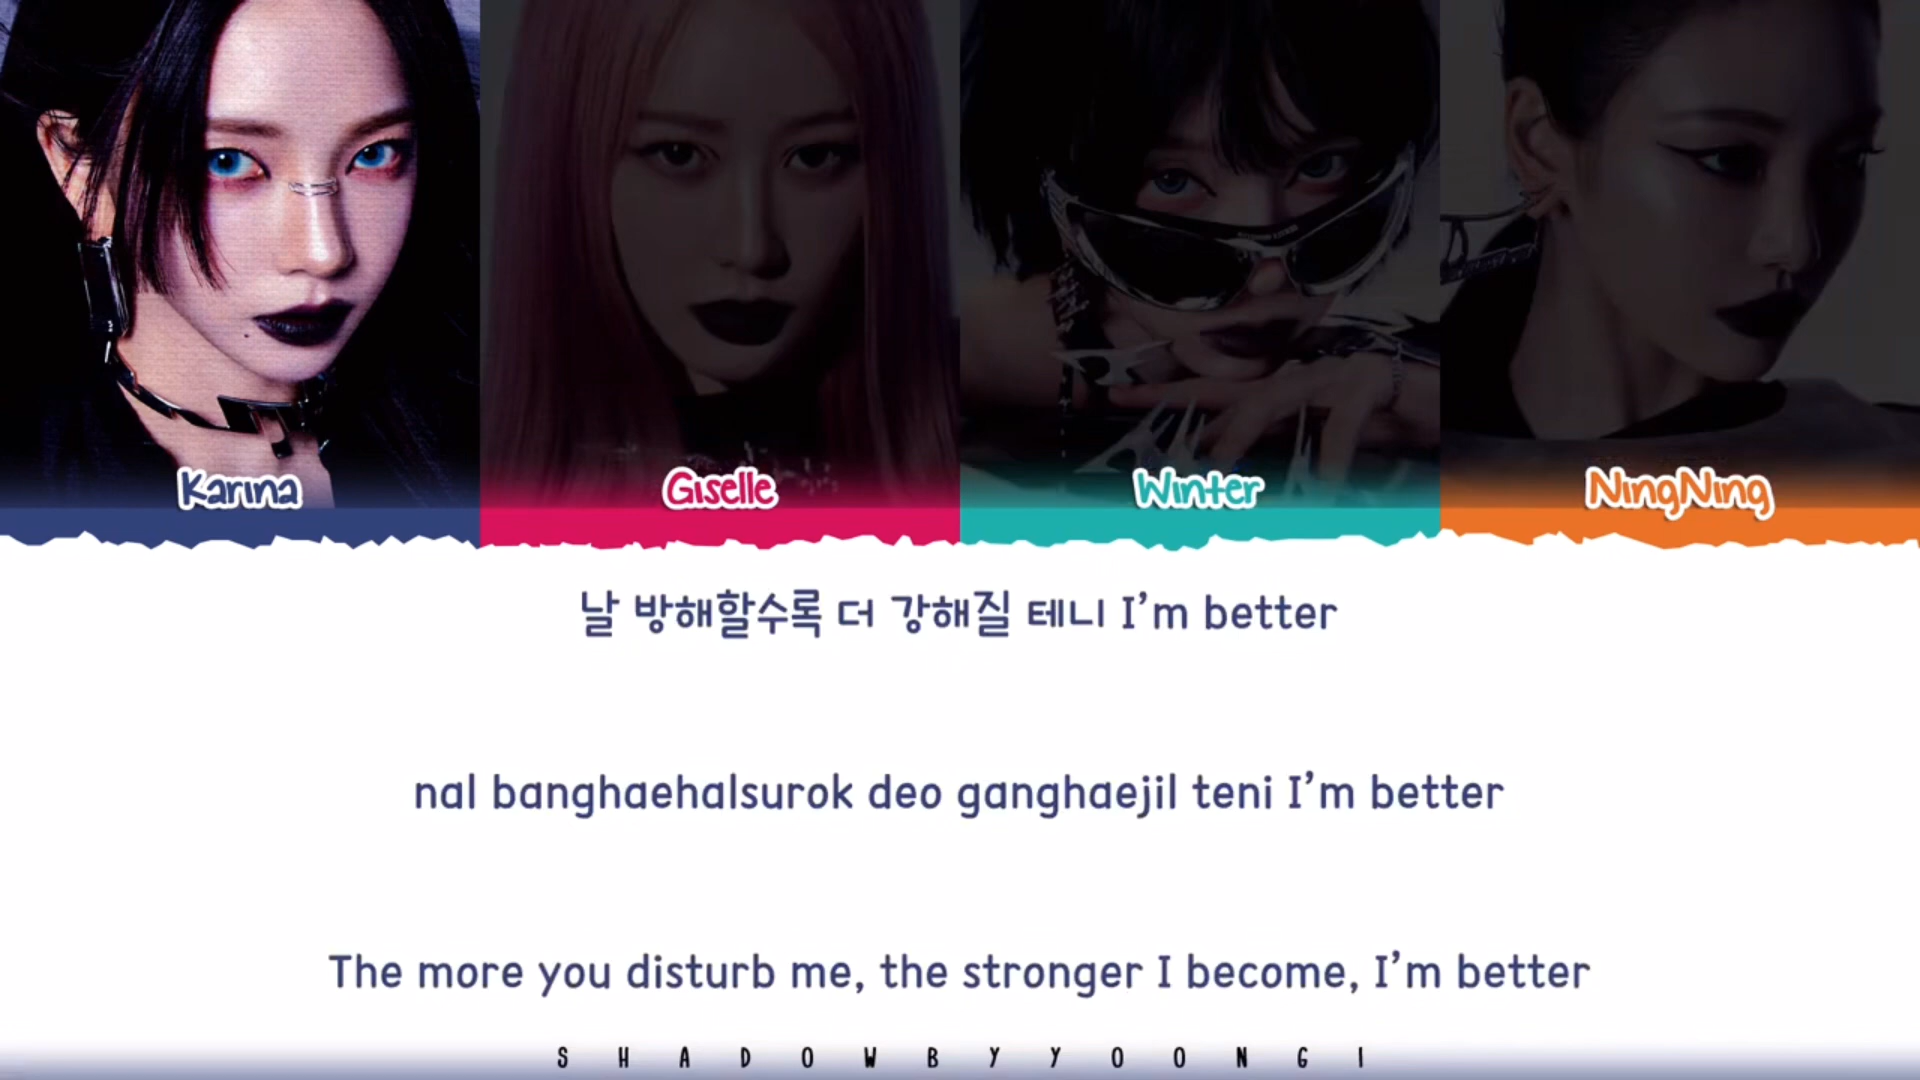 Karina
Giselle
Winter
NingNing
날 방해할수록 더 강해질 테니 I'm better
nal banghaehalsurok deo ganghaejil teni I'm better
The more you disturb me, the stronger I become, I'm better
SHADOWBYYOONGI